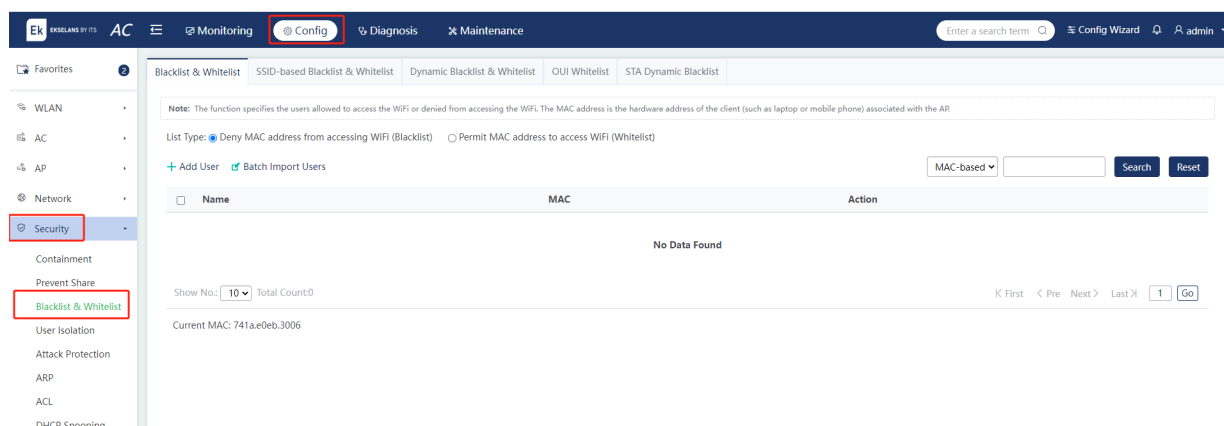 Ek EKSELANS BY ITS AC Monitoring Config Diagnosis Maintenance Enter a search term Config Wizard admin
Favorites 2
WLAN
AC
AP
Network
Security
Containment
Prevent Share
Blacklist & Whitelist
User Isolation
Attack Protection
ARP
ACL
DHCP Snooping
Blacklist & Whitelist SSID-based Blacklist & Whitelist Dynamic Blacklist & Whitelist OUI Whitelist STA Dynamic Blacklist
Note: The function specifies the users allowed to access the WiFi or denied from accessing the WiFi. The MAC address is the hardware address of the client (such as laptop or mobile phone) associated with the AP.
List Type: Deny MAC address from accessing WiFi (Blacklist) Permit MAC address to access WiFi (Whitelist)
+ Add User Batch Import Users MAC-based Search Reset
Name MAC Action
No Data Found
Show No.: 10 Total Count:0 First Pre Next Last 1 Go
Current MAC: 741a.e0eb.3006